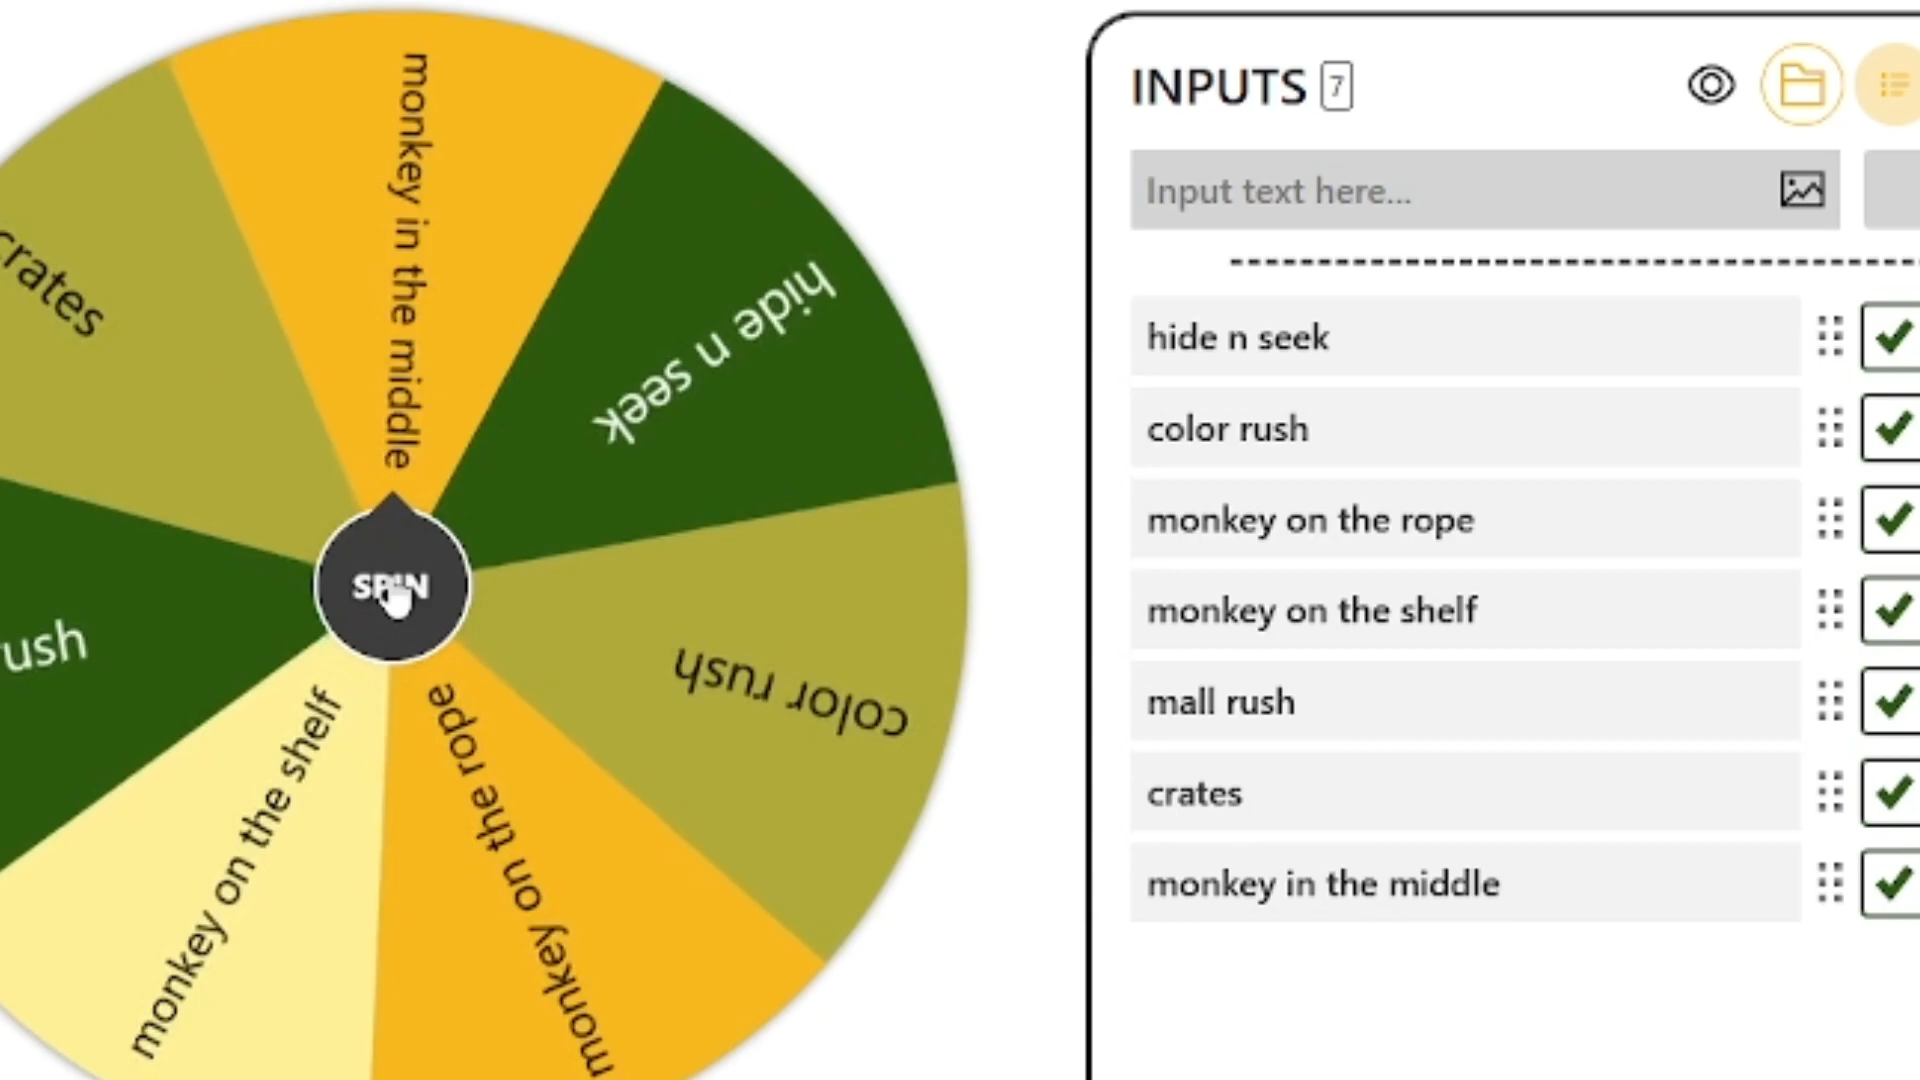 monkey in the middle
hide n seek
crates
SPIN
color rush
ush
monkey on the shelf
monkey on the rope
INPUTS 7
Input text here...
hide n seek
color rush
monkey on the rope
monkey on the shelf
mall rush
crates
monkey in the middle